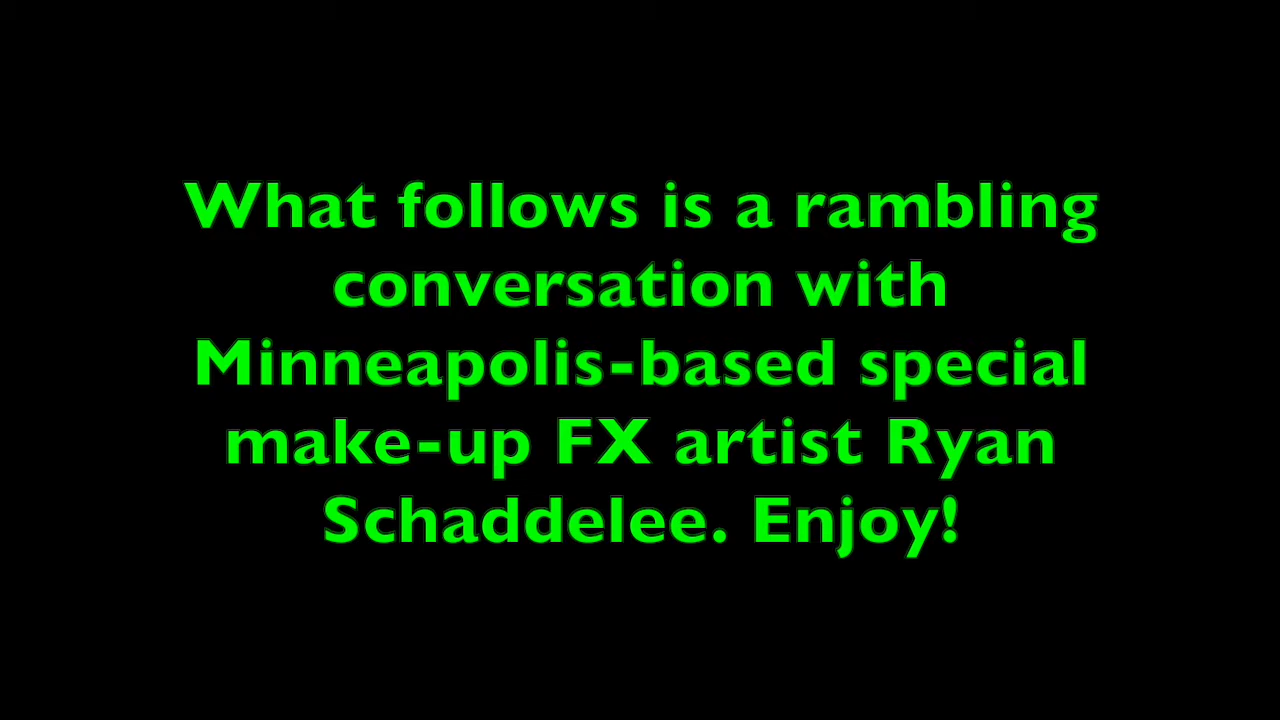 What follows is a rambling
conversation with
Minneapolis-based special
make-up FX artist Ryan
Schaddelee. Enjoy!